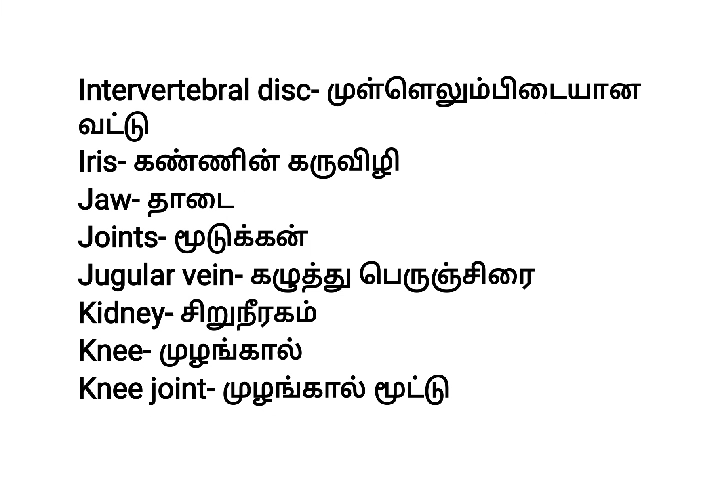 Intervertebral disc- முள்ளெலும்பிடையான
வட்டு
Iris- கண்ணின் கருவிழி
Jaw- தாடை
Joints- மூடுக்கன்
Jugular vein- கழுத்து பெருஞ்சிரை
Kidney- சிறுநீரகம்
Knee- முழங்கால்
Knee joint- முழங்கால் மூட்டு